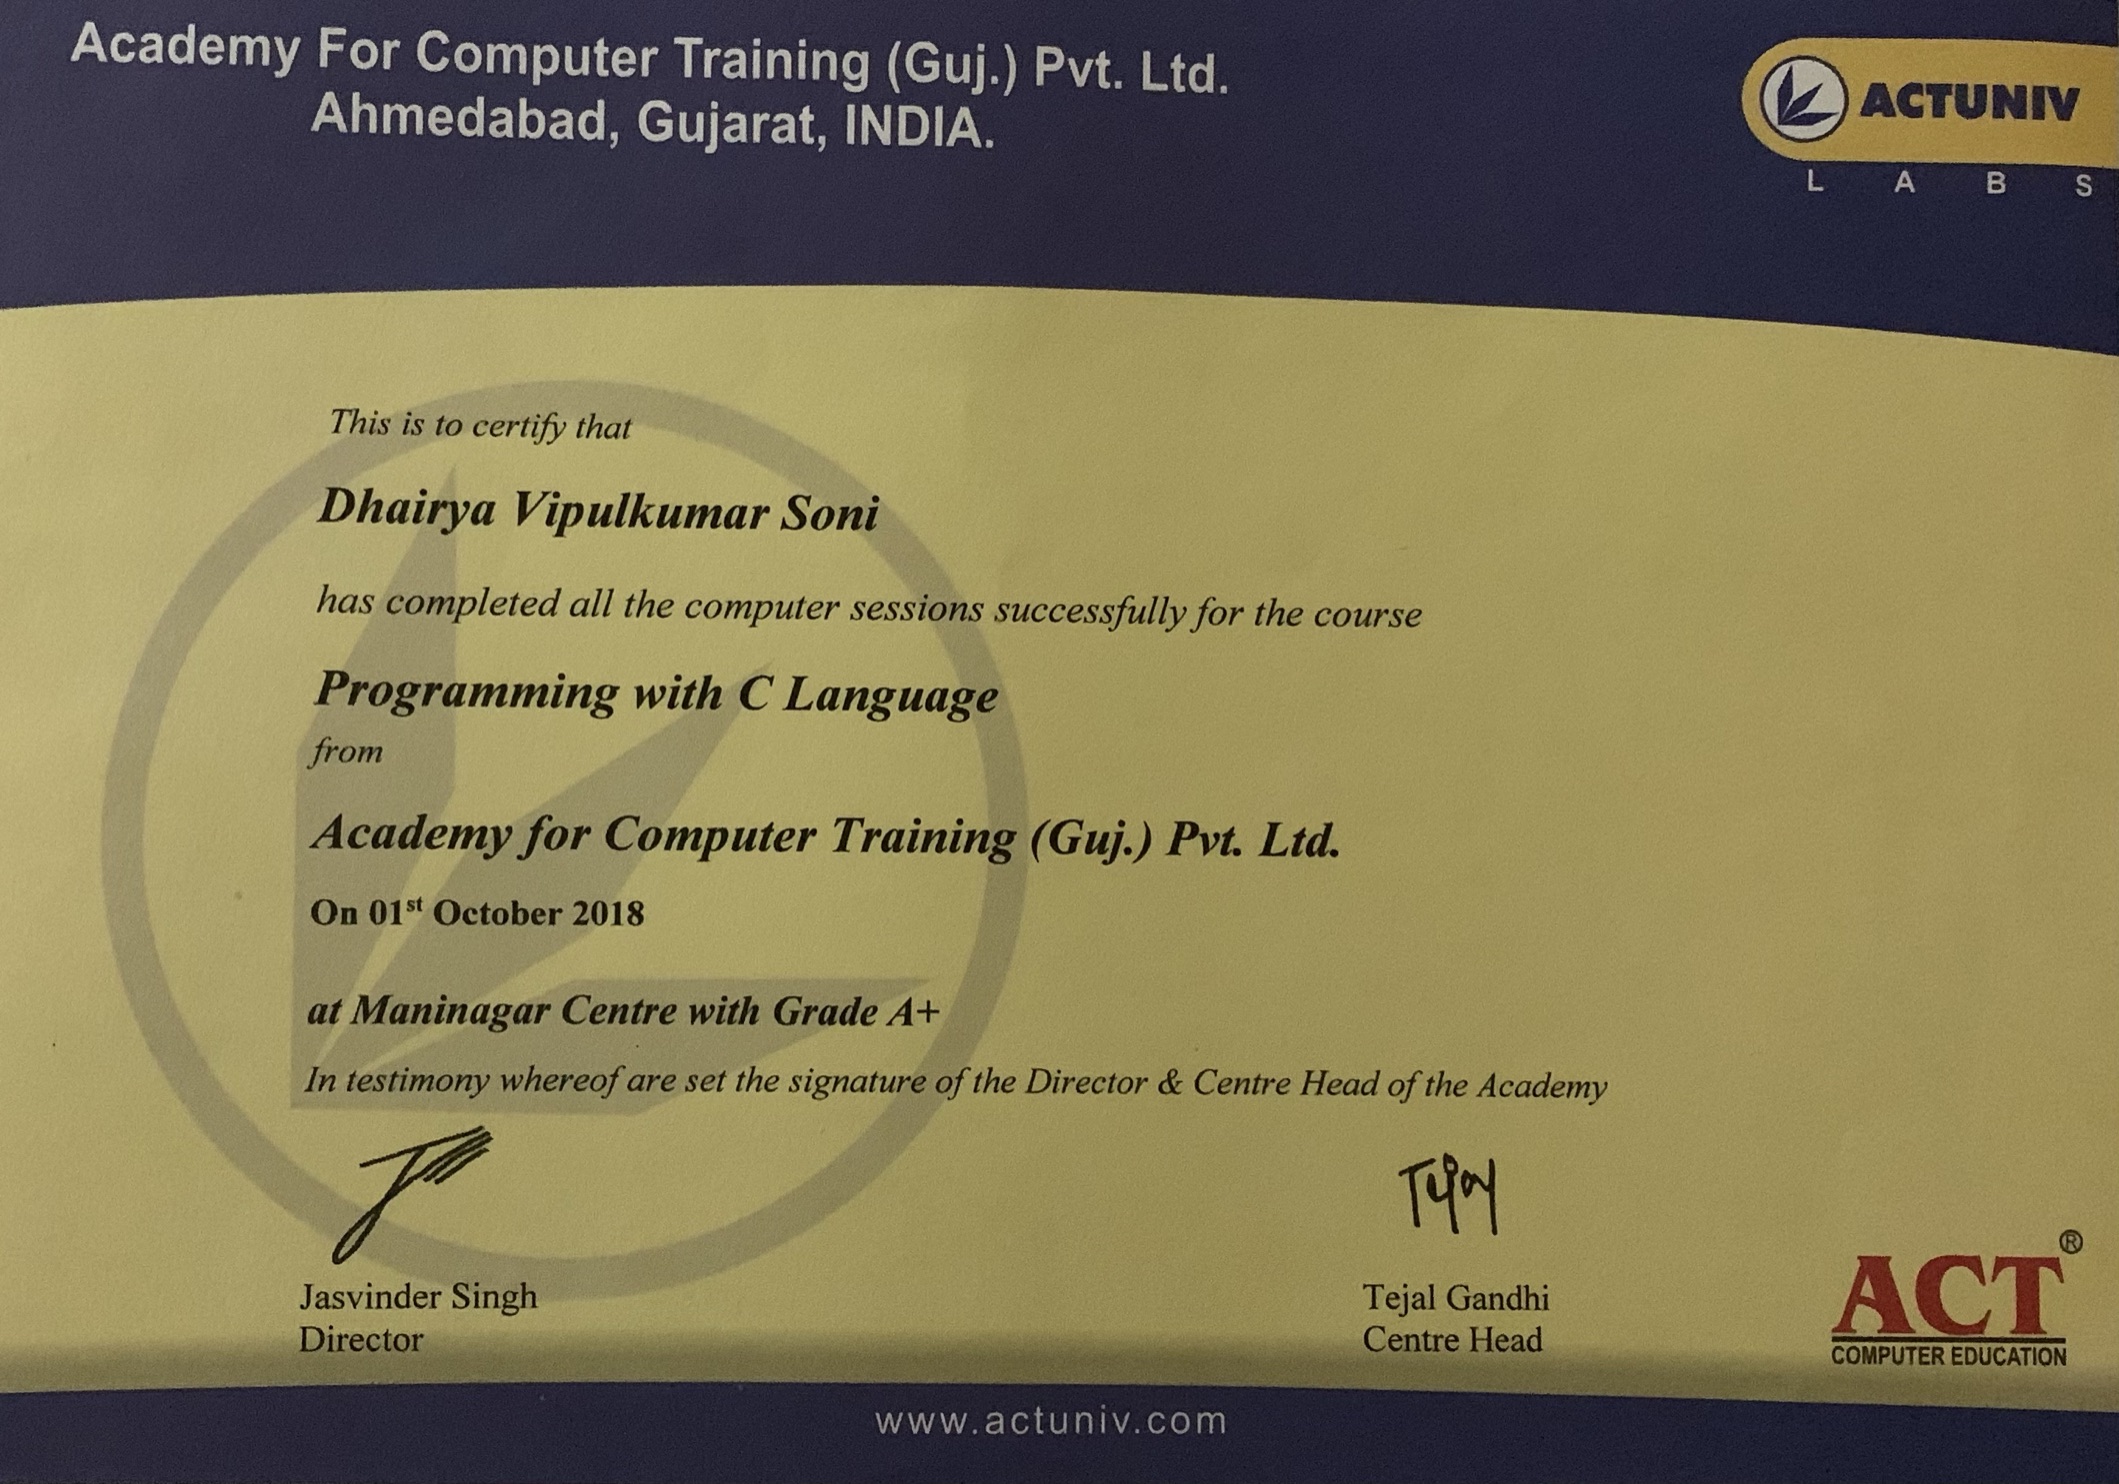 Academy For Computer Training (Guj.) Pvt. Ltd.
Ahmedabad, Gujarat, INDIA.
ACTUNIV
L A B S
This is to certify that
Dhairya Vipulkumar Soni
has completed all the computer sessions successfully for the course
Programming with C Language
from
Academy for Computer Training (Guj.) Pvt. Ltd.
On 01st October 2018
at Maninagar Centre with Grade A+
In testimony whereof are set the signature of the Director & Centre Head of the Academy
Tejal
Jasvinder Singh
Director
Tejal Gandhi
Centre Head
ACT®
COMPUTER EDUCATION
www.actuniv.com